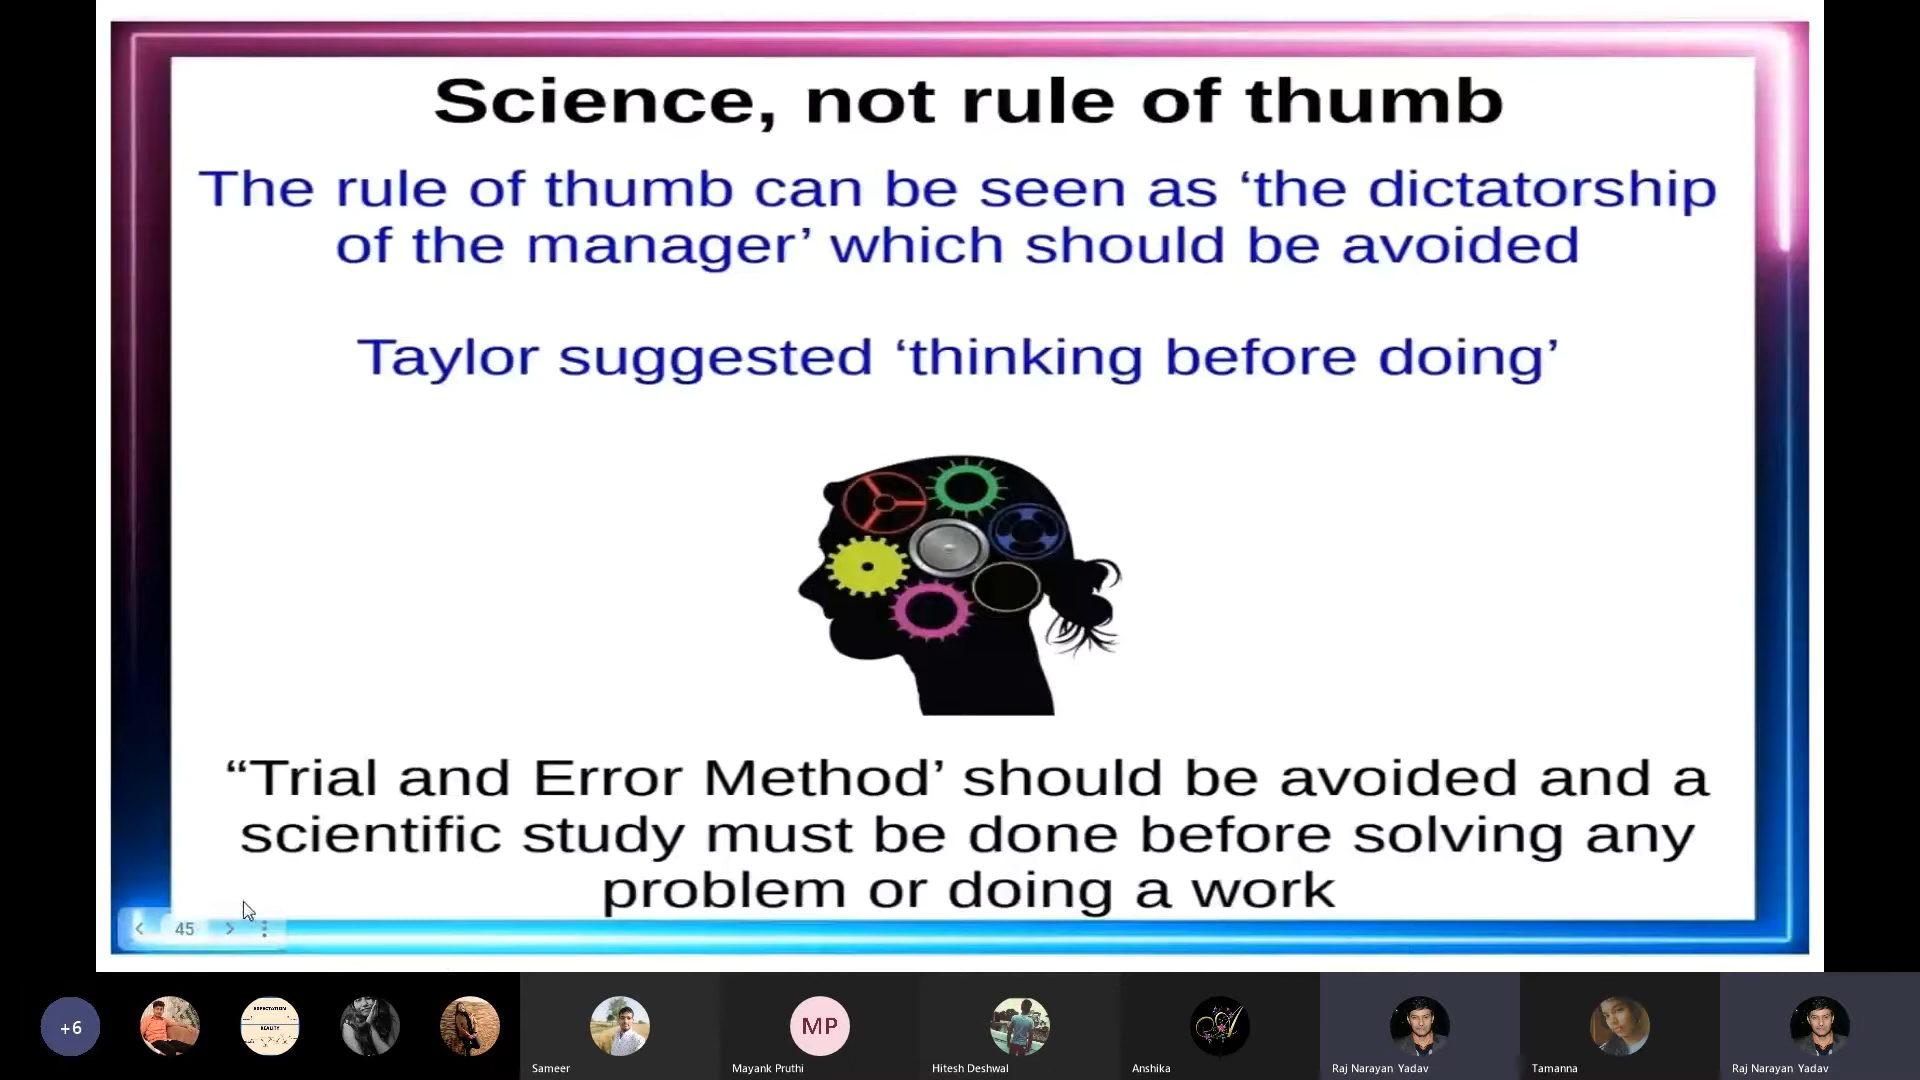 Science, not rule of thumb
The rule of thumb can be seen as ‘the dictatorship
of the manager’ which should be avoided
Taylor suggested ‘thinking before doing’
“Trial and Error Method’ should be avoided and a
scientific study must be done before solving any
problem or doing a work
45
+6
EXPECTATION
REALITY
MP
Sameer
Mayank Pruthi
Hitesh Deshwal
Anshika
Raj Narayan Yadav
Tamanna
Raj Narayan Yadav